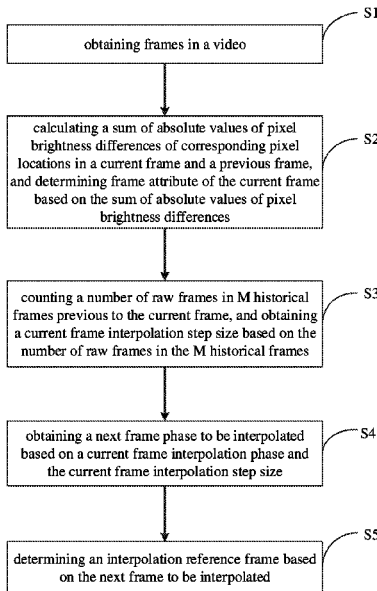 S1
obtaining frames in a video
S2
calculating a sum of absolute values of pixel
brightness differences of corresponding pixel
locations in a current frame and a previous frame,
and determining frame attribute of the current frame
based on the sum of absolute values of pixel
brightness differences
S3
counting a number of raw frames in M historical
frames previous to the current frame, and obtaining
a current frame interpolation step size based on the
number of raw frames in the M historical frames
S4
obtaining a next frame phase to be interpolated
based on a current frame interpolation phase and
the current frame interpolation step size
S5
determining an interpolation reference frame based
on the next frame to be interpolated